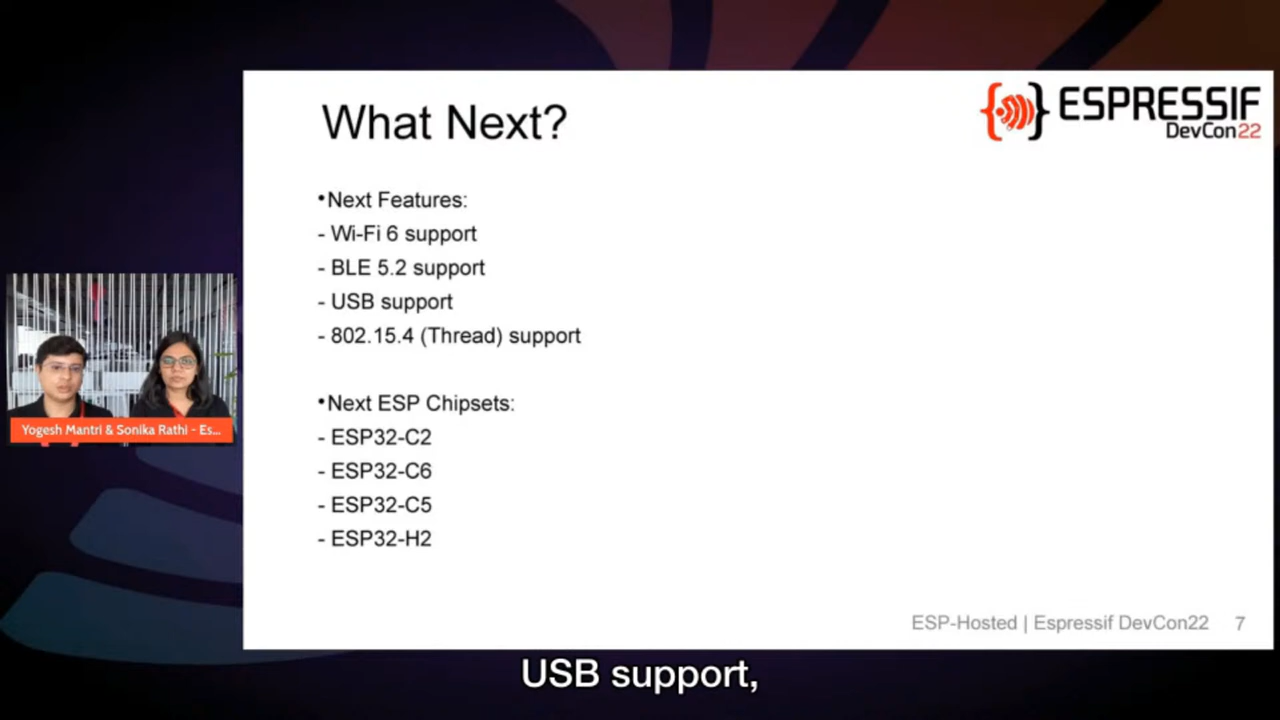 What Next?
ESPRESSIF
DevCon22
•Next Features:
- Wi-Fi 6 support
- BLE 5.2 support
- USB support
- 802.15.4 (Thread) support
•Next ESP Chipsets:
- ESP32-C2
- ESP32-C6
- ESP32-C5
- ESP32-H2
Yogesh Mantri & Sonika Rathi - Es...
ESP-Hosted | Espressif DevCon22 7
USB support,